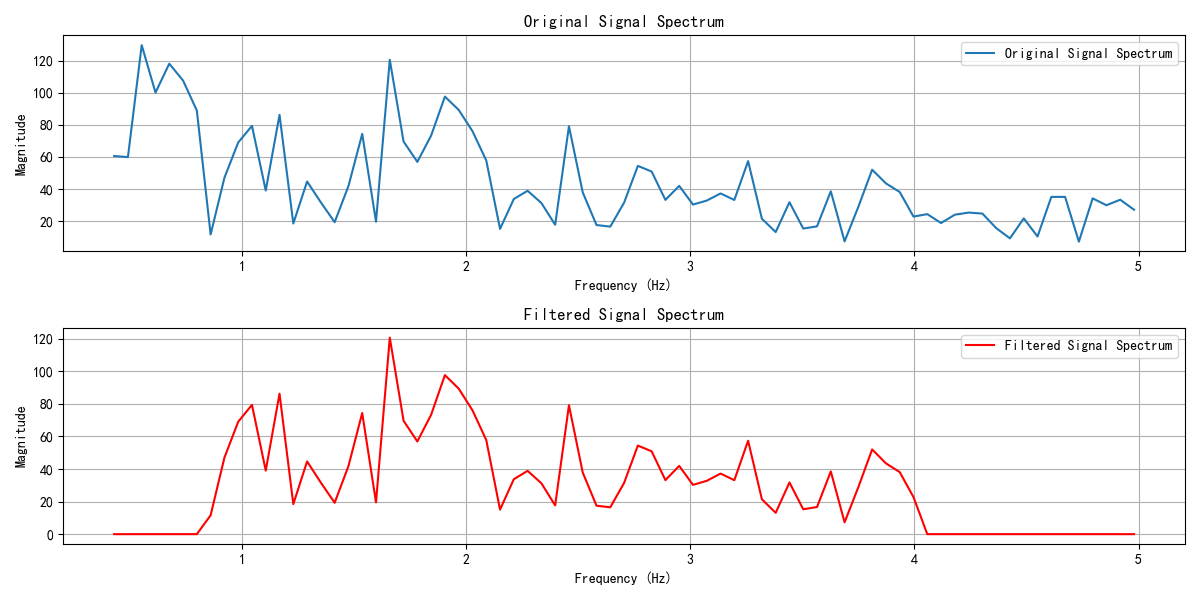 Original Signal Spectrum
Original Signal Spectrum
Magnitude
120
100
80
60
40
20
1 2 3 4 5
Frequency (Hz)
Filtered Signal Spectrum
Filtered Signal Spectrum
Magnitude
120
100
80
60
40
20
0
1 2 3 4 5
Frequency (Hz)